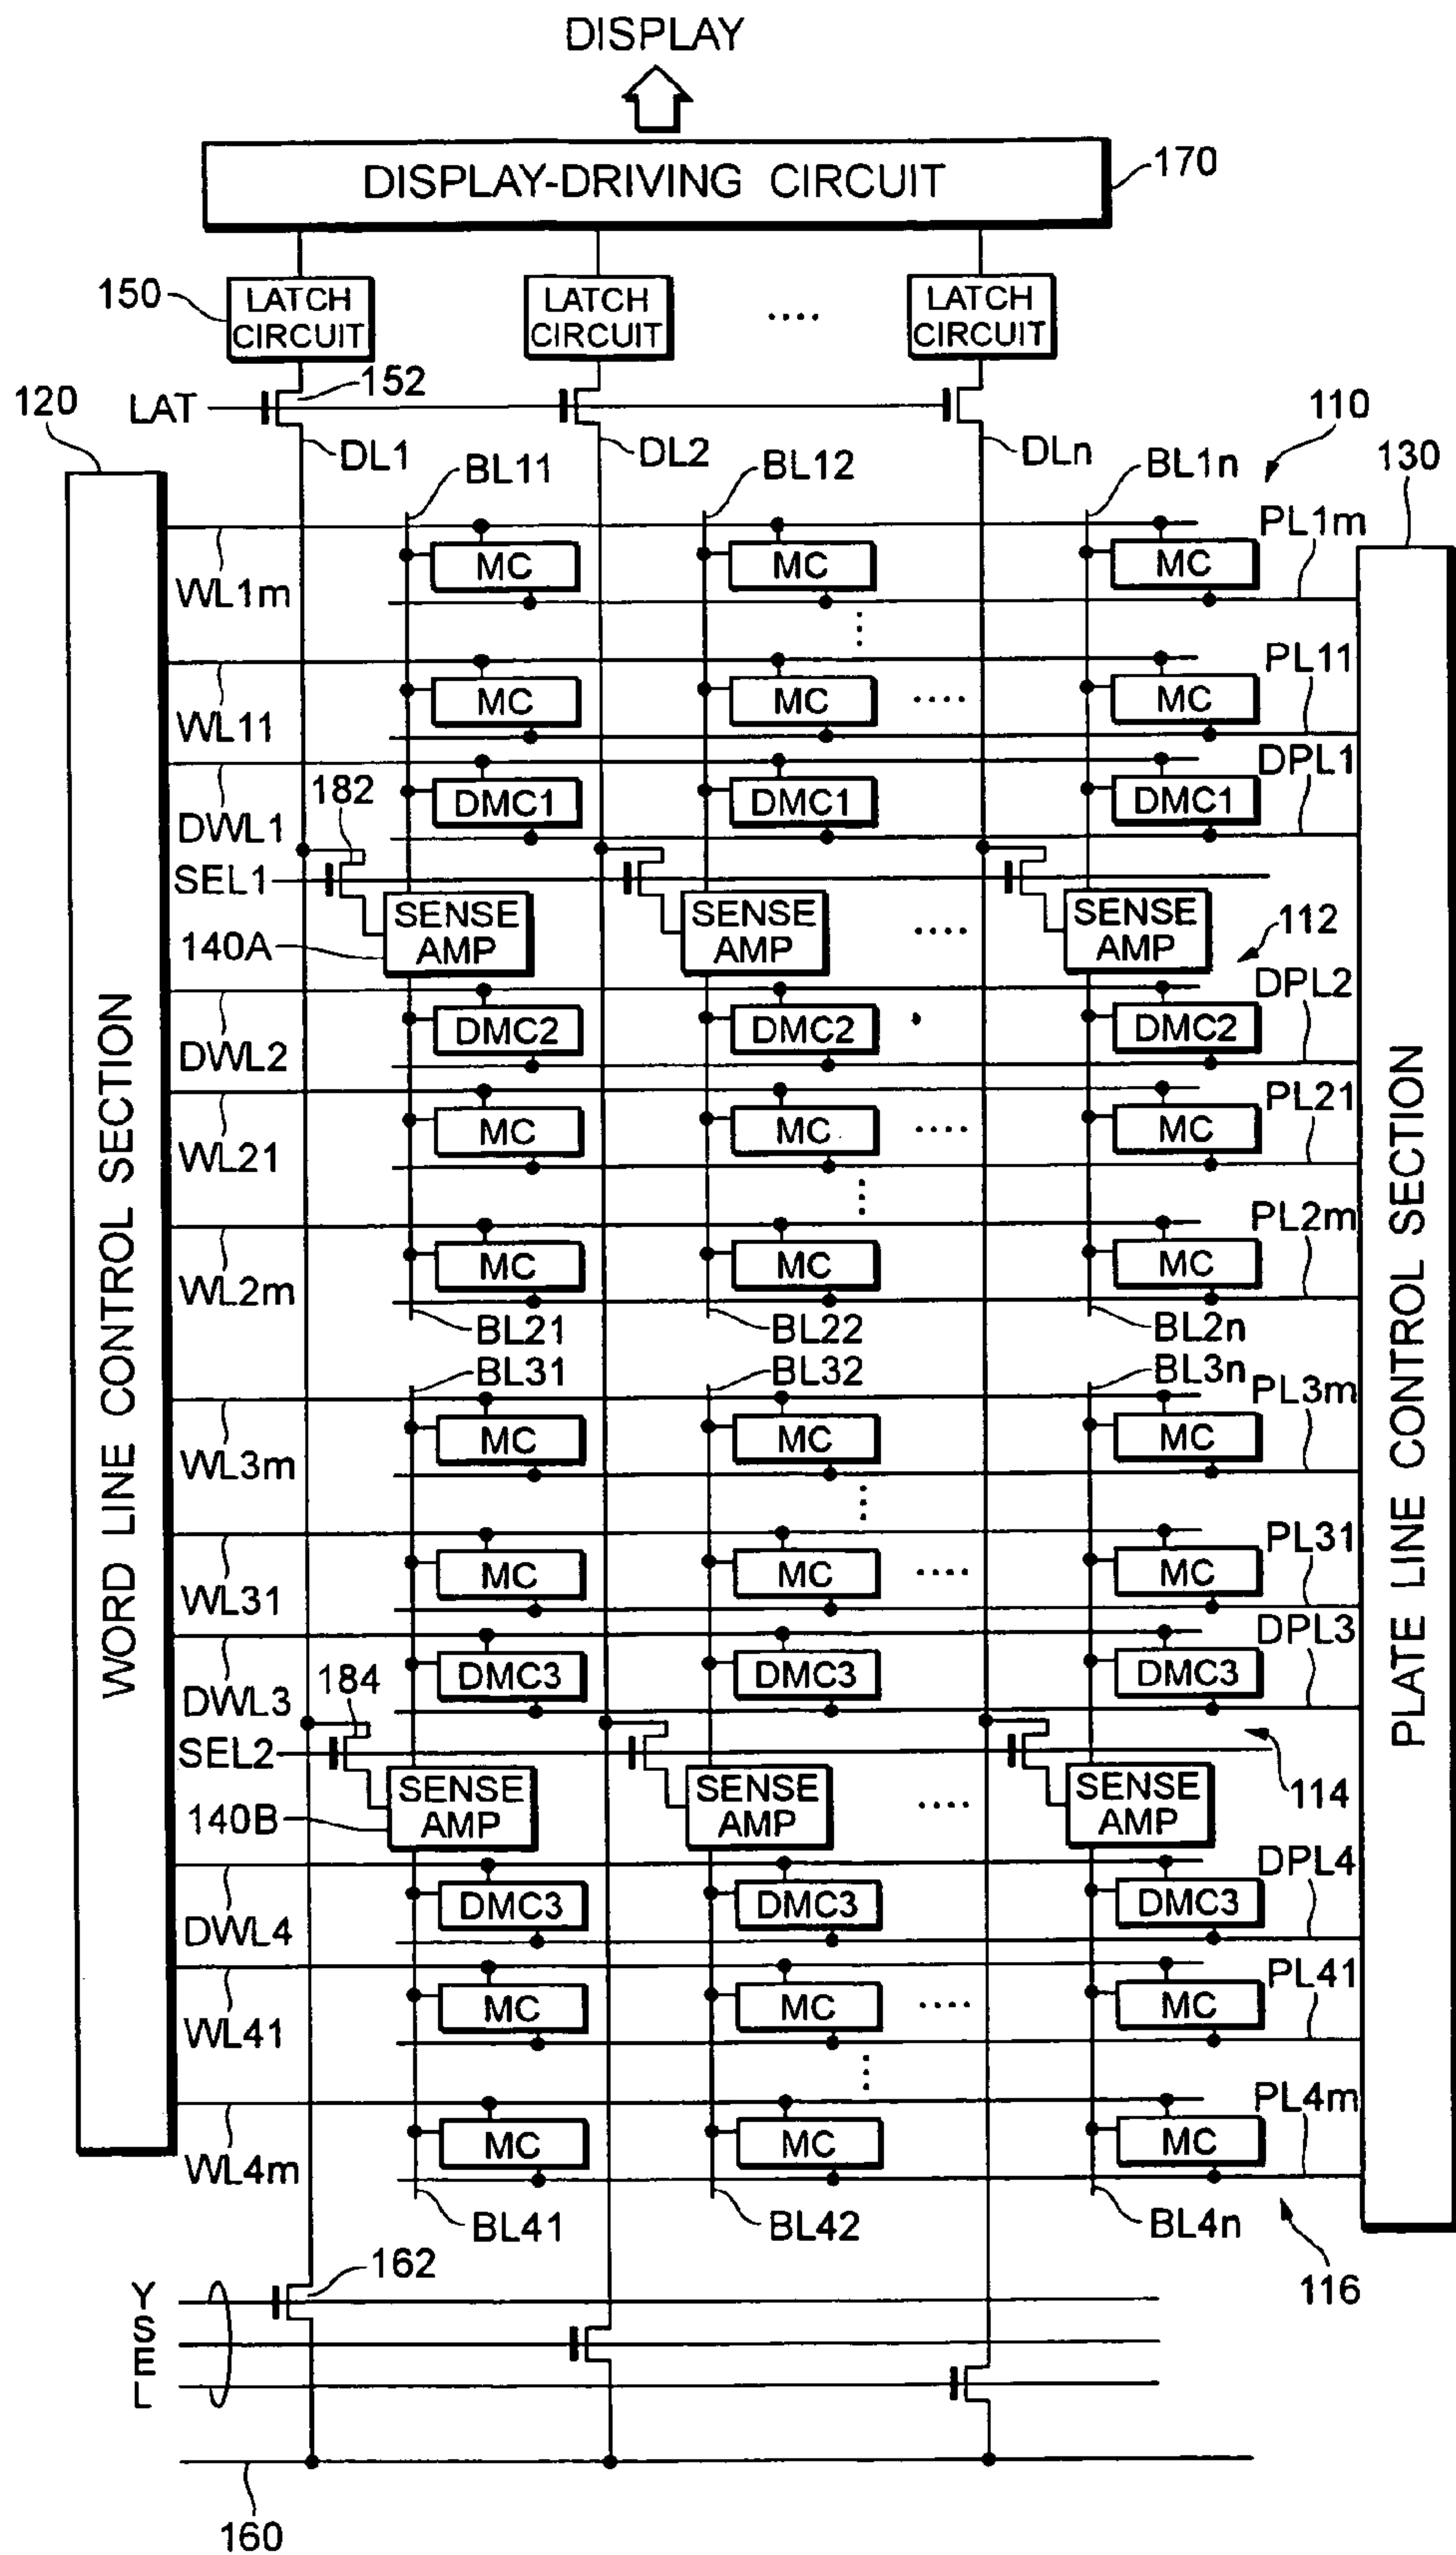 DISPLAY
DISPLAY-DRIVING CIRCUIT
170
150
LATCH
CIRCUIT
LATCH
CIRCUIT
....
LATCH
CIRCUIT
120
LAT
152
110
DL1
DL2
DLn
130
BL11
BL12
BL1n
PL1m
MC
MC
MC
WL1m
PL11
MC
MC
....
MC
WL11
DPL1
182
DMC1
DMC1
DMC1
DWL1
SEL1
SENSE
AMP
SENSE
AMP
....
SENSE
AMP
112
140A
DPL2
DMC2
DMC2
DMC2
DWL2
PL21
MC
MC
....
MC
WL21
PL2m
MC
MC
MC
WL2m
BL21
BL22
BL2n
BL31
BL32
BL3n
PL3m
MC
MC
MC
WL3m
PL31
MC
MC
....
MC
WL31
DPL3
184
DMC3
DMC3
DMC3
DWL3
SEL2
SENSE
AMP
SENSE
AMP
....
SENSE
AMP
114
140B
DPL4
DMC3
DMC3
DMC3
DWL4
PL41
MC
MC
....
MC
WL41
PL4m
MC
MC
MC
WL4m
BL41
BL42
BL4n
WORD LINE CONTROL SECTION
PLATE LINE CONTROL SECTION
162
116
Y
S
E
L
160